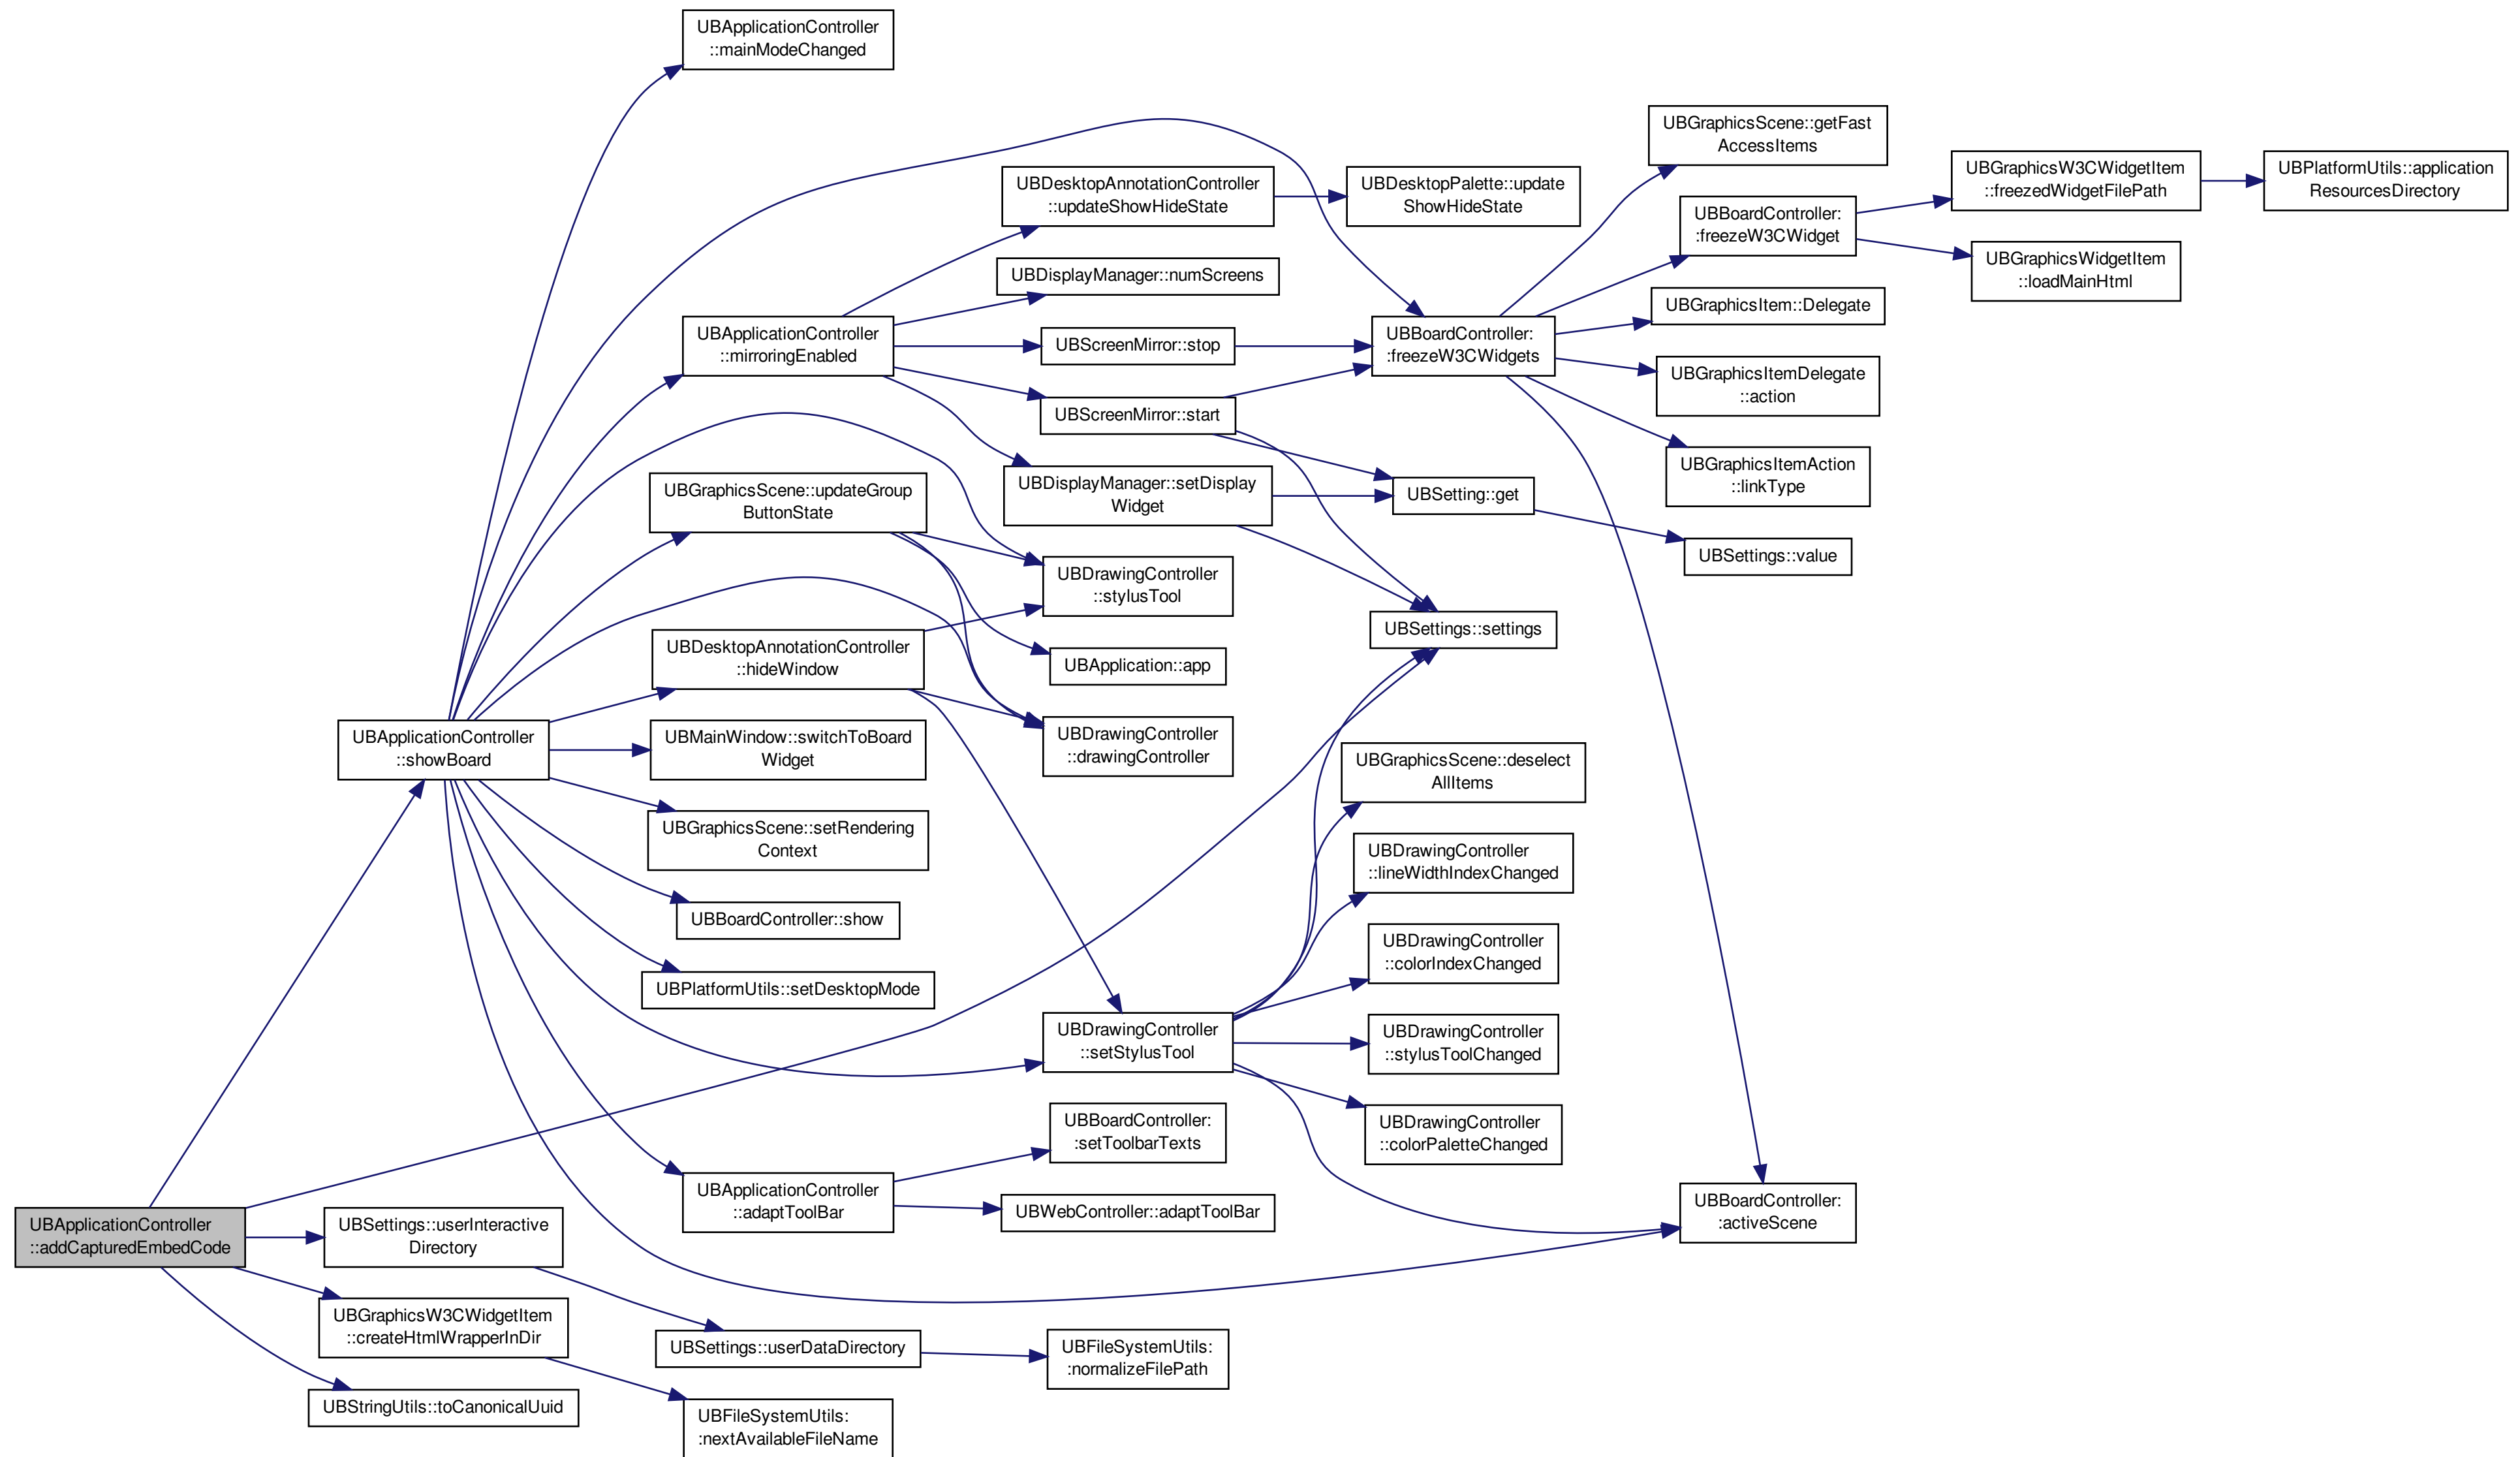 UBApplicationController
::mainModeChanged
UBGraphicsScene::getFast
AccessItems
UBDesktopAnnotationController
::updateShowHideState
UBDesktopPalette::update
ShowHideState
UBGraphicsW3CWidgetItem
::freezedWidgetFilePath
UBPlatformUtils::application
ResourcesDirectory
UBBoardController:
:freezeW3CWidget
UBGraphicsWidgetItem
::loadMainHtml
UBDisplayManager::numScreens
UBGraphicsItem::Delegate
UBApplicationController
::mirroringEnabled
UBScreenMirror::stop
UBBoardController:
:freezeW3CWidgets
UBGraphicsItemDelegate
::action
UBScreenMirror::start
UBGraphicsItemAction
::linkType
UBGraphicsScene::updateGroup
ButtonState
UBDisplayManager::setDisplay
Widget
UBSetting::get
UBSettings::value
UBDrawingController
::stylusTool
UBSettings::settings
UBDesktopAnnotationController
::hideWindow
UBApplication::app
UBApplicationController
::showBoard
UBMainWindow::switchToBoard
Widget
UBDrawingController
::drawingController
UBGraphicsScene::deselect
AllItems
UBGraphicsScene::setRendering
Context
UBDrawingController
::lineWidthIndexChanged
UBBoardController::show
UBDrawingController
::colorIndexChanged
UBPlatformUtils::setDesktopMode
UBDrawingController
::setStylusTool
UBDrawingController
::stylusToolChanged
UBBoardController:
:setToolbarTexts
UBDrawingController
::colorPaletteChanged
UBApplicationController
::adaptToolBar
UBWebController::adaptToolBar
UBBoardController:
:activeScene
UBApplicationController
::addCapturedEmbedCode
UBSettings::userInteractive
Directory
UBGraphicsW3CWidgetItem
::createHtmlWrapperInDir
UBSettings::userDataDirectory
UBFileSystemUtils:
:normalizeFilePath
UBStringUtils::toCanonicalUuid
UBFileSystemUtils:
:nextAvailableFileName